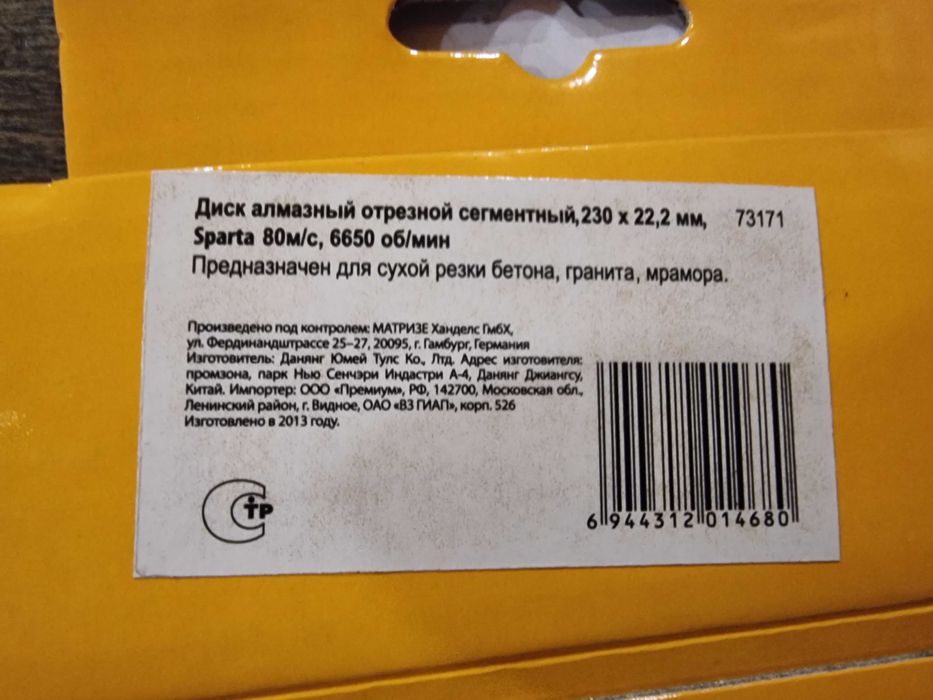 Диск алмазный отрезной сегментный, 230 x 22,2 мм, 73171
Sparta 80м/с, 6650 об/мин
Предназначен для сухой резки бетона, гранита, мрамора.
Произведено под контролем: МАТРИЗЕ Ханделс ГмбХ,
ул. Фердинандштрассе 25–27, 20095, г. Гамбург, Германия
Изготовитель: Данянг Юмей Тулс Ко., Лтд. Адрес изготовителя:
промзона, парк Нью Сенчэри Индастри А-4, Данянг Джиангсу,
Китай. Импортер: ООО «Премиум», РФ, 142700, Московская обл.,
Ленинский район, г. Видное, ОАО «ВЗ ГИАП», корп. 526
Изготовлено в 2013 году.
СТР
6 944312 014680